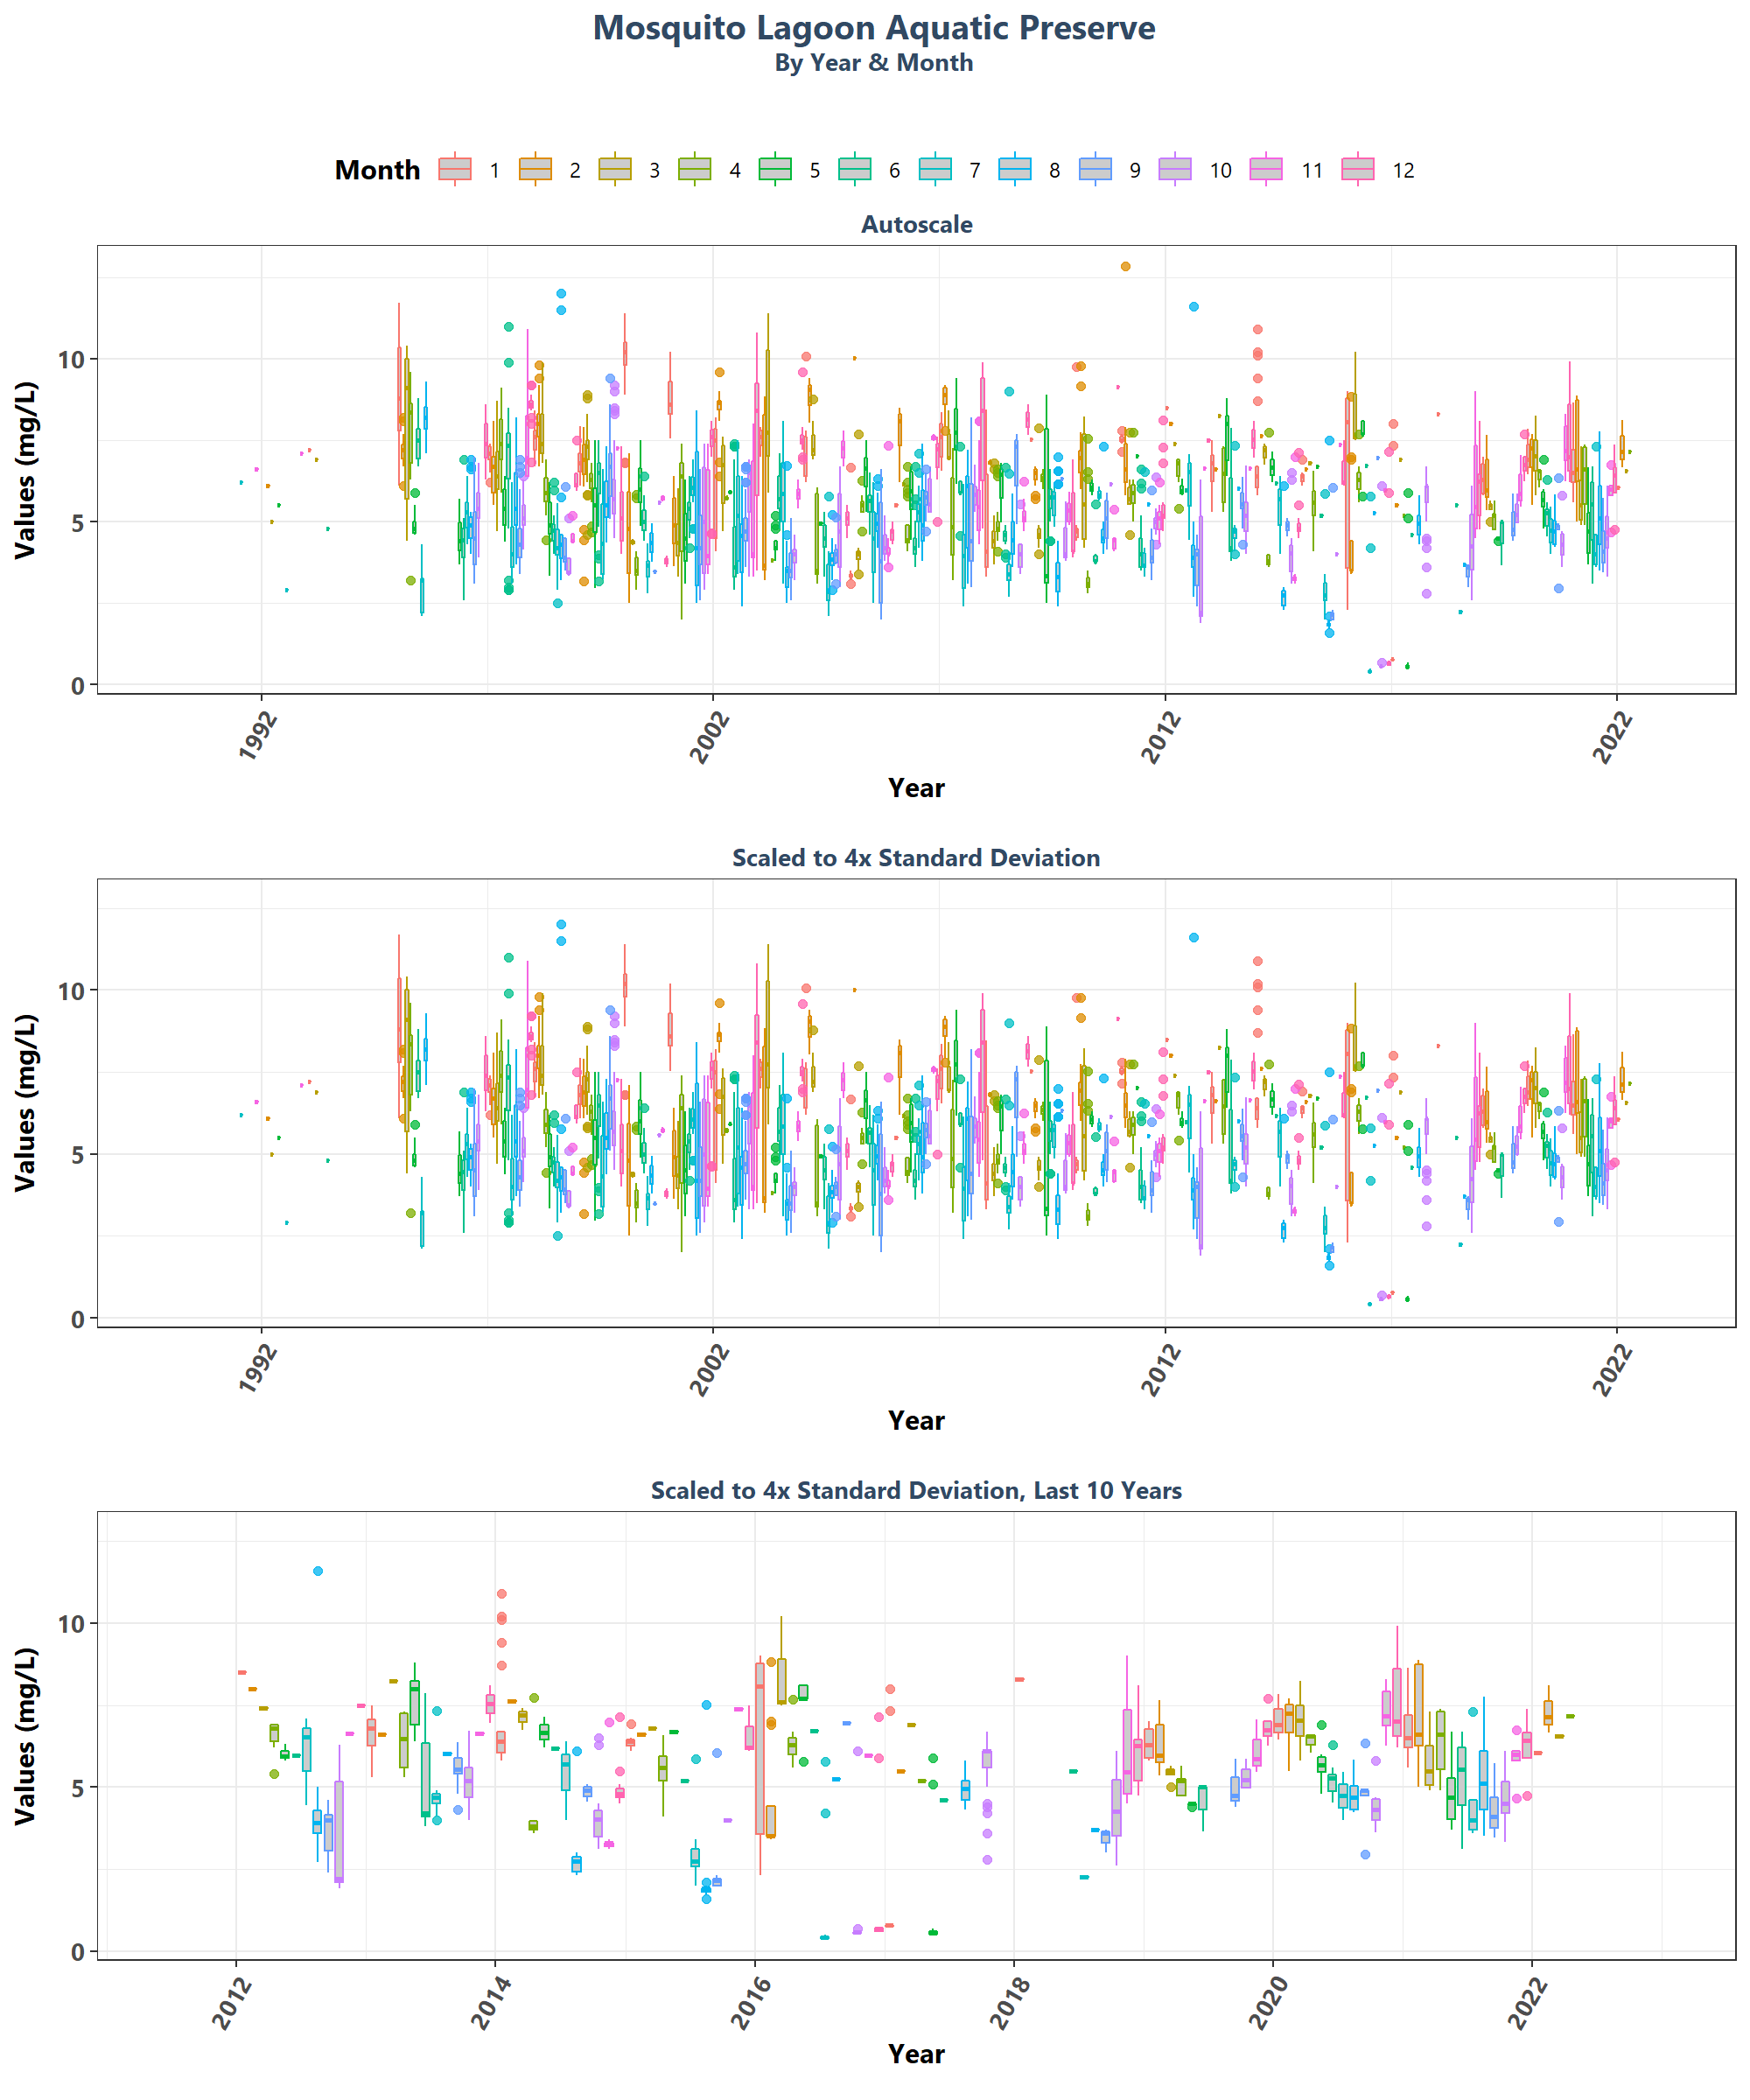 Mosquito Lagoon Aquatic Preserve
By Year & Month
Month 1 2 3 4 5 6 7 8 9 10 11 12
Autoscale
Values (mg/L)
10
5
0
1992 2002 2012 2022
Year
Scaled to 4x Standard Deviation
Values (mg/L)
10
5
0
1992 2002 2012 2022
Year
Scaled to 4x Standard Deviation, Last 10 Years
Values (mg/L)
10
5
0
2012 2014 2016 2018 2020 2022
Year